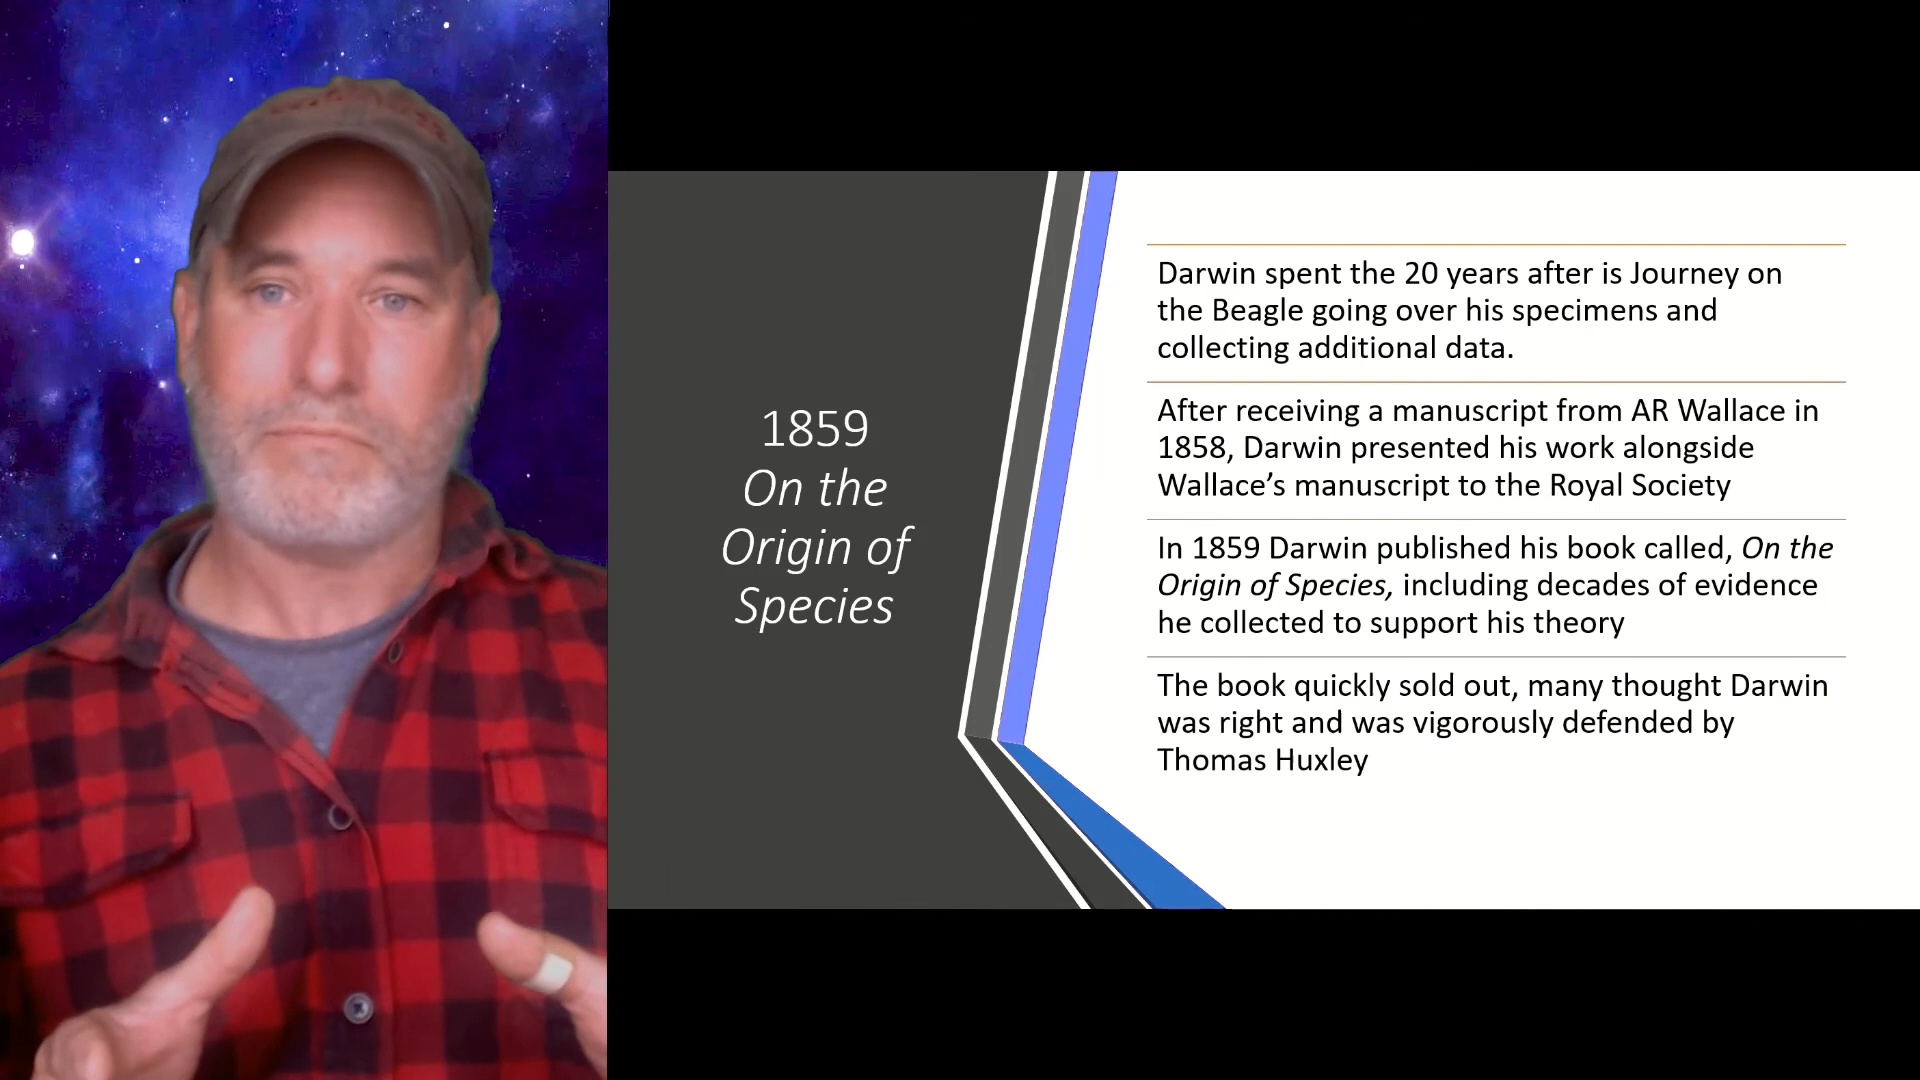 1859
On the
Origin of
Species
Darwin spent the 20 years after is Journey on
the Beagle going over his specimens and
collecting additional data.
After receiving a manuscript from AR Wallace in
1858, Darwin presented his work alongside
Wallace’s manuscript to the Royal Society
In 1859 Darwin published his book called, On the
Origin of Species, including decades of evidence
he collected to support his theory
The book quickly sold out, many thought Darwin
was right and was vigorously defended by
Thomas Huxley